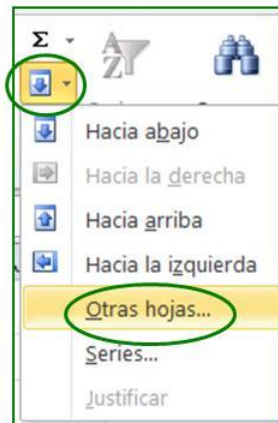 Σ
A
Z
Hacia abajo
Hacia la derecha
Hacia arriba
Hacia la izquierda
Otras hojas...
Series...
Justificar